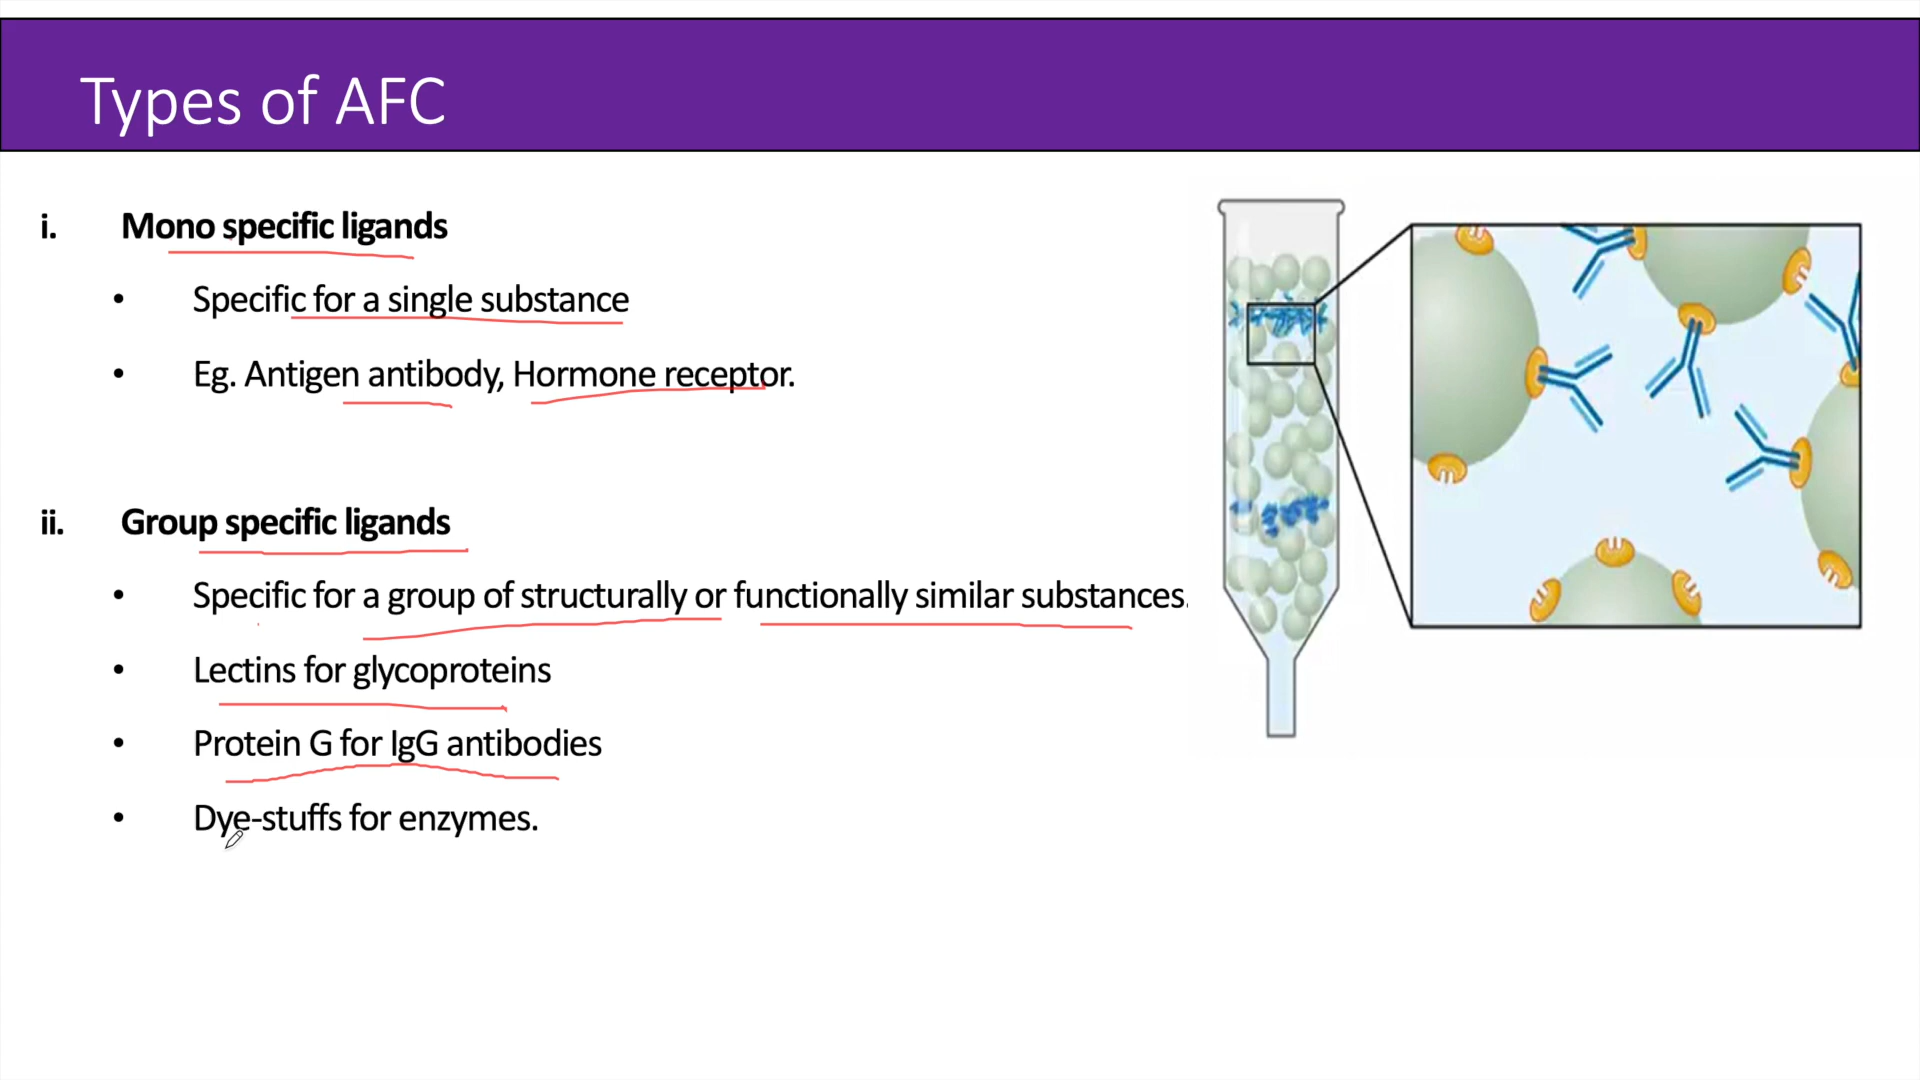 Types of AFC
i. Mono specific ligands
• Specific for a single substance
• Eg. Antigen antibody, Hormone receptor.
ii. Group specific ligands
• Specific for a group of structurally or functionally similar substances.
• Lectins for glycoproteins
• Protein G for IgG antibodies
• Dye-stuffs for enzymes.